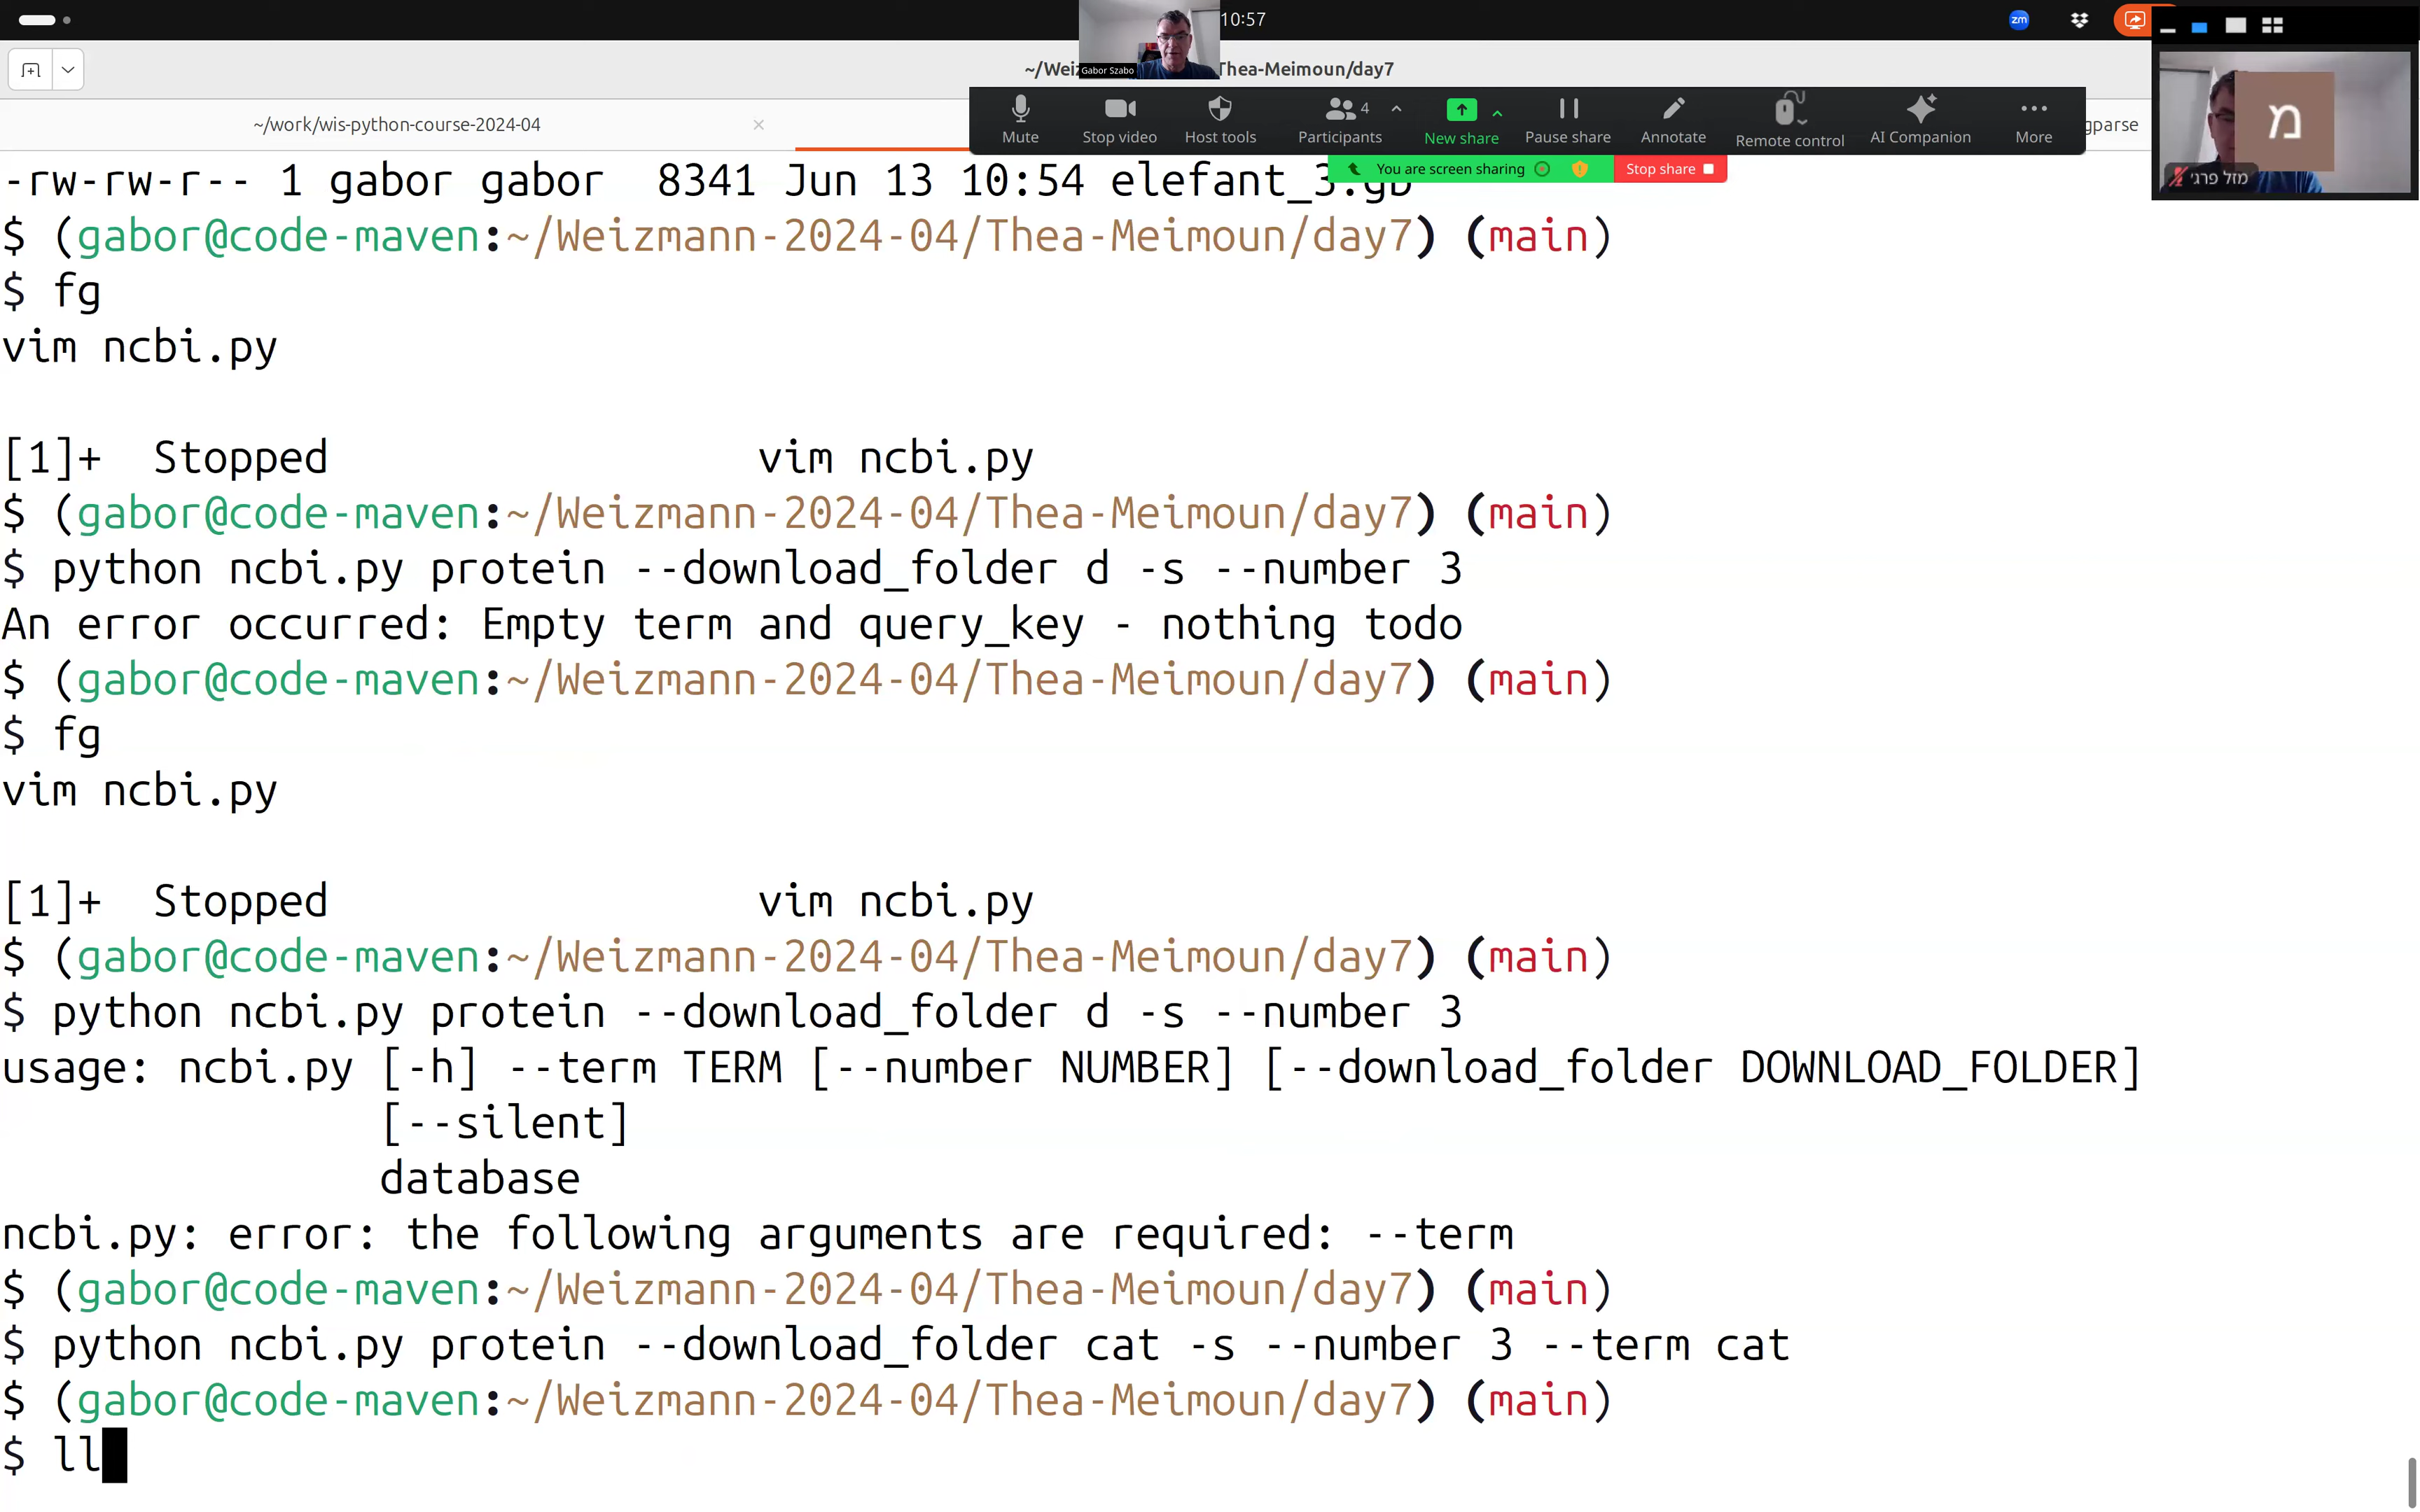 10:57
zm
~/Wei
Thea-Meimoun/day7
Gabor Szabo
~/work/wis-python-course-2024-04
gparse
Mute
Stop video
Host tools
Participants
4
New share
Pause share
Annotate
Remote control
AI Companion
More
You are screen sharing
Stop share
מ
מזל פרג'י
-rw-rw-r-- 1 gabor gabor  8341 Jun 13 10:54 elefant_3.gb
$ (gabor@code-maven:~/Weizmann-2024-04/Thea-Meimoun/day7) (main)
$ fg
vim ncbi.py
[1]+  Stopped                 vim ncbi.py
$ (gabor@code-maven:~/Weizmann-2024-04/Thea-Meimoun/day7) (main)
$ python ncbi.py protein --download_folder d -s --number 3
An error occurred: Empty term and query_key - nothing todo
$ (gabor@code-maven:~/Weizmann-2024-04/Thea-Meimoun/day7) (main)
$ fg
vim ncbi.py
[1]+  Stopped                 vim ncbi.py
$ (gabor@code-maven:~/Weizmann-2024-04/Thea-Meimoun/day7) (main)
$ python ncbi.py protein --download_folder d -s --number 3
usage: ncbi.py [-h] --term TERM [--number NUMBER] [--download_folder DOWNLOAD_FOLDER]
[--silent]
database
ncbi.py: error: the following arguments are required: --term
$ (gabor@code-maven:~/Weizmann-2024-04/Thea-Meimoun/day7) (main)
$ python ncbi.py protein --download_folder cat -s --number 3 --term cat
$ (gabor@code-maven:~/Weizmann-2024-04/Thea-Meimoun/day7) (main)
$ ll